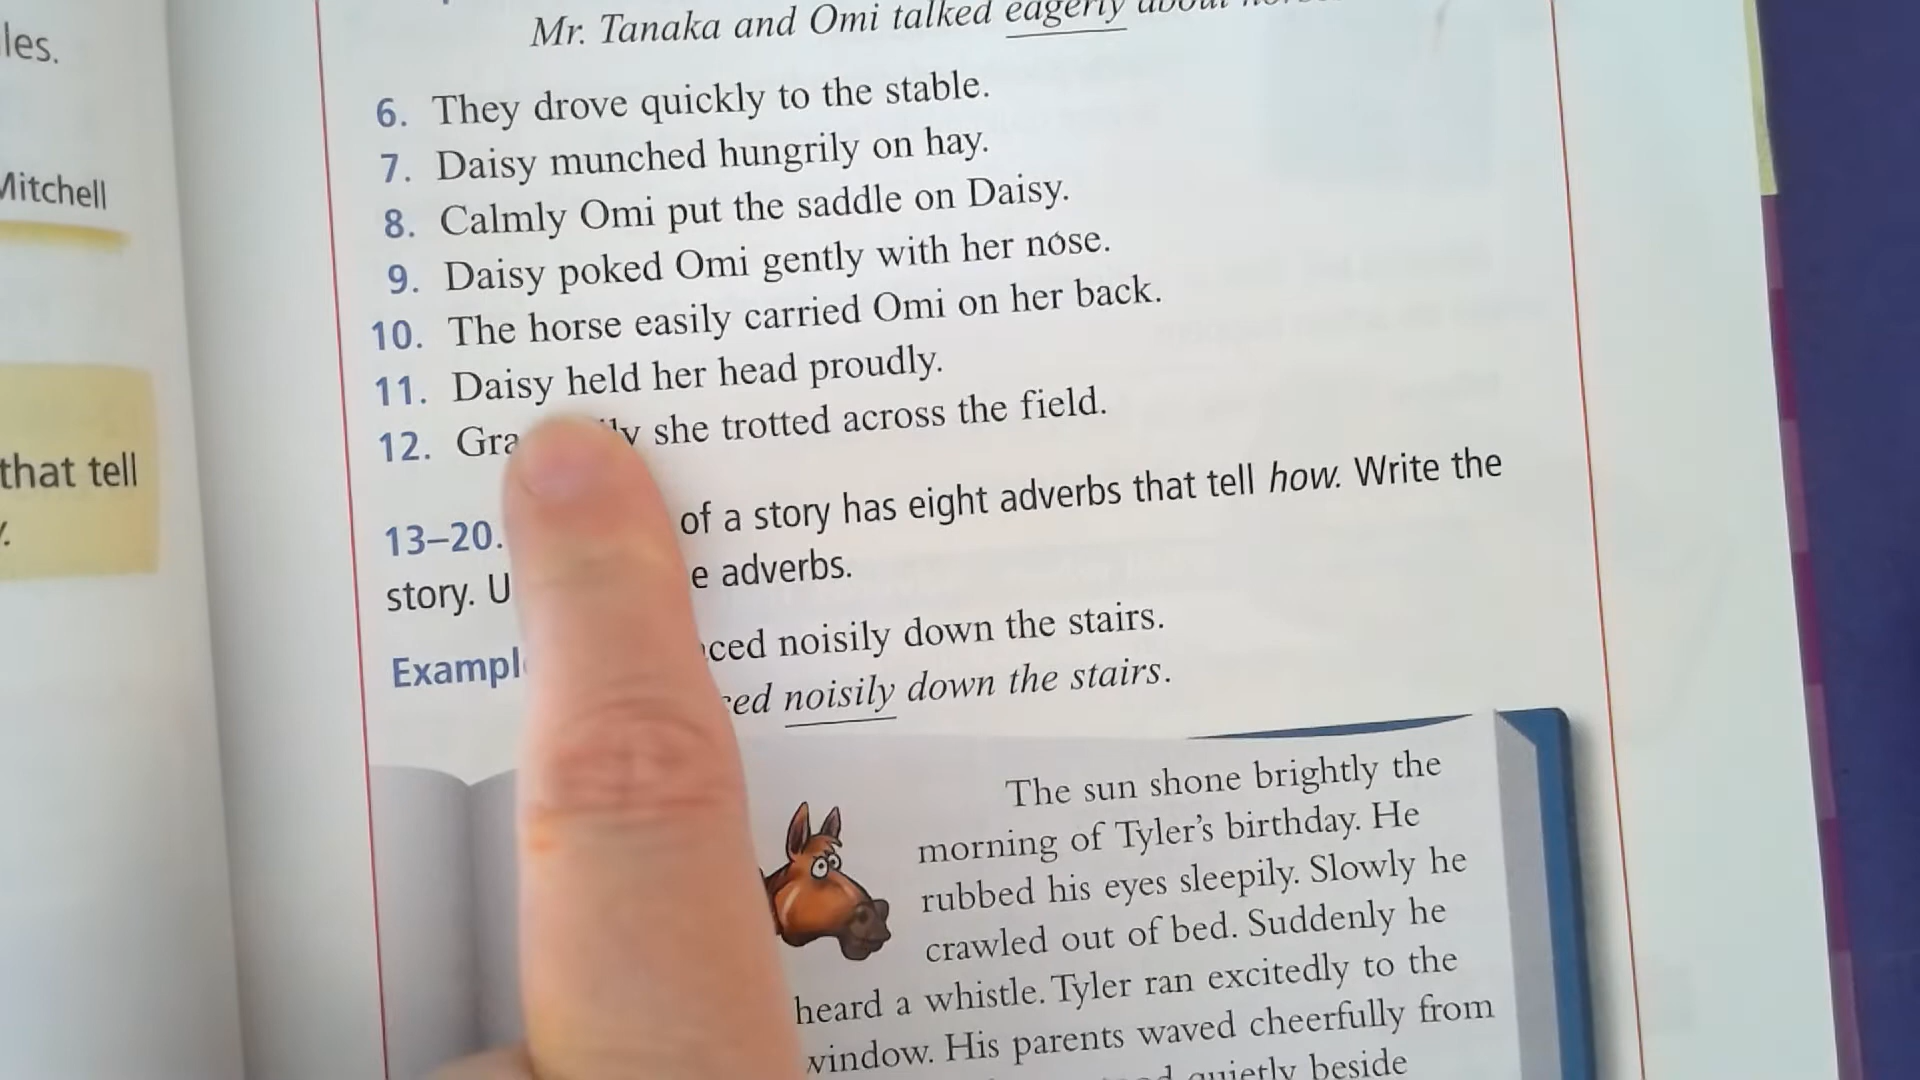 les.
Mitchell
that tell
Mr. Tanaka and Omi talked eagerly about
6. They drove quickly to the stable.
7. Daisy munched hungrily on hay.
8. Calmly Omi put the saddle on Daisy.
9. Daisy poked Omi gently with her nose.
10. The horse easily carried Omi on her back.
11. Daisy held her head proudly.
12. she trotted across the field.
13–20. of a story has eight adverbs that tell how. Write the
story. adverbs.
noisily down the stairs.
noisily down the stairs.
The sun shone brightly the
morning of Tyler's birthday. He
rubbed his eyes sleepily. Slowly he
crawled out of bed. Suddenly he
heard a whistle. Tyler ran excitedly to the
window. His parents waved cheerfully from
quietly beside